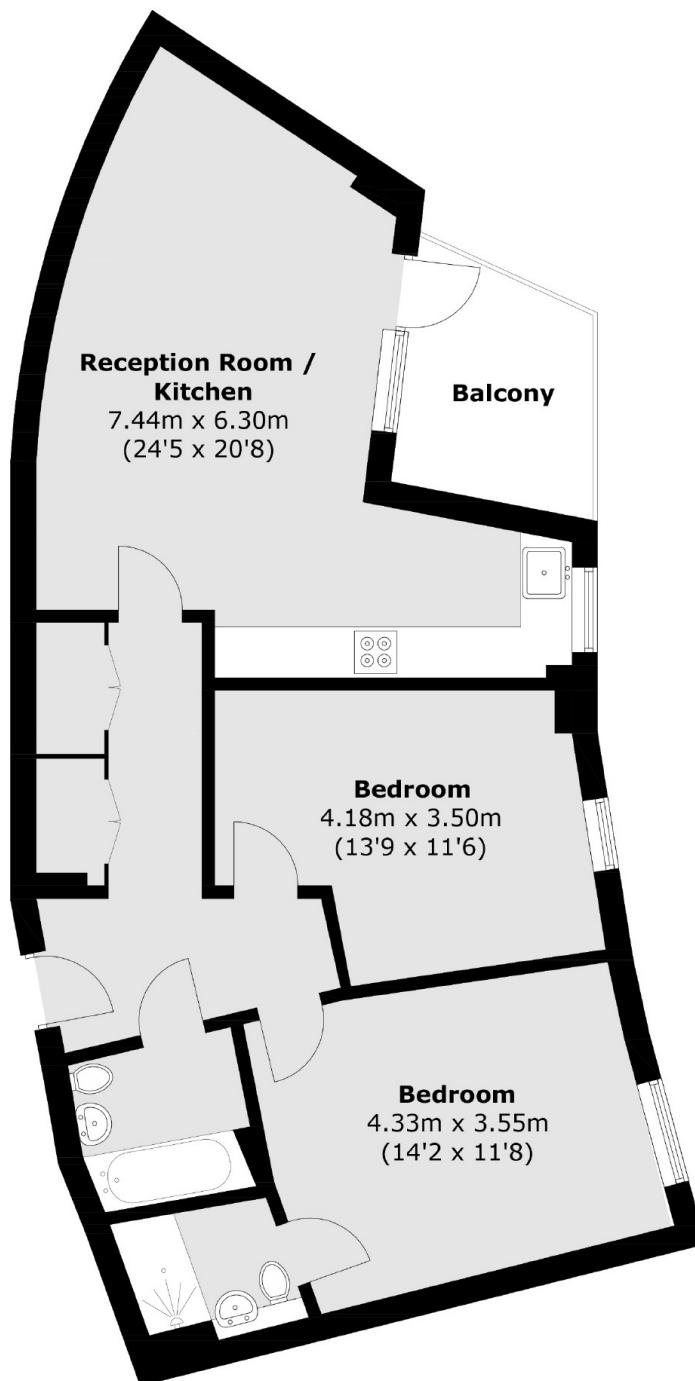 Reception Room /
Kitchen
7.44m x 6.30m
(24'5 x 20'8)
Balcony
Bedroom
4.18m x 3.50m
(13'9 x 11'6)
Bedroom
4.33m x 3.55m
(14'2 x 11'8)